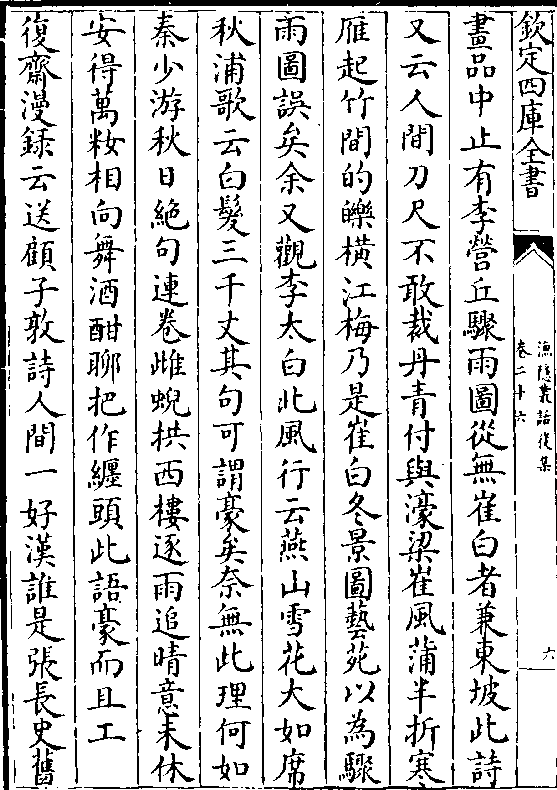 欽定四庫全書
漁隱叢話後集
卷二十六
六
畫品中止有李營丘驟雨圖從無崔白者兼東坡此詩
又云人間刀尺不敢裁丹青付與濠梁崔風蒲半折寒
雁起竹間的皪横江梅乃是崔白冬景圖藝苑以為驟
雨圖誤矣余又觀李太白北風行云燕山雪花大如席
秋浦歌云白髮三千丈其句可謂豪矣奈無此理何如
秦少游秋日絶句連卷雌蜺拱西樓逐雨追晴意未休
安得萬粧相向舞酒酣聊把作纏頭此語豪而且工
復齋漫録云送顧子敦詩人間一好漢誰是張長史舊